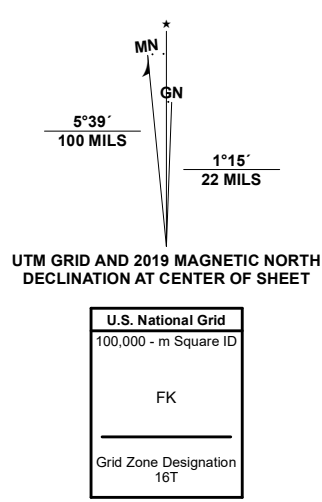 ★
MN
GN
5°39´
100 MILS
1°15´
22 MILS
UTM GRID AND 2019 MAGNETIC NORTH
DECLINATION AT CENTER OF SHEET
U.S. National Grid
100,000 - m Square ID
FK
Grid Zone Designation
16T